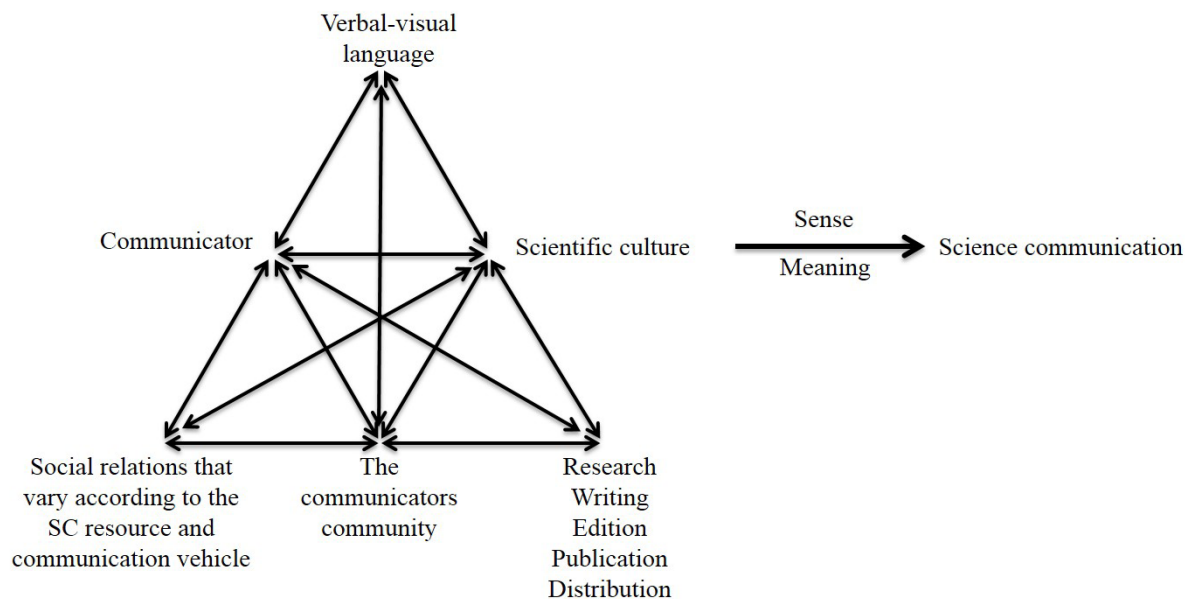 Verbal-visual
language
Communicator
Scientific culture
Sense
Meaning
Science communication
Social relations that
vary according to the
SC resource and
communication vehicle
The
communicators
community
Research
Writing
Edition
Publication
Distribution